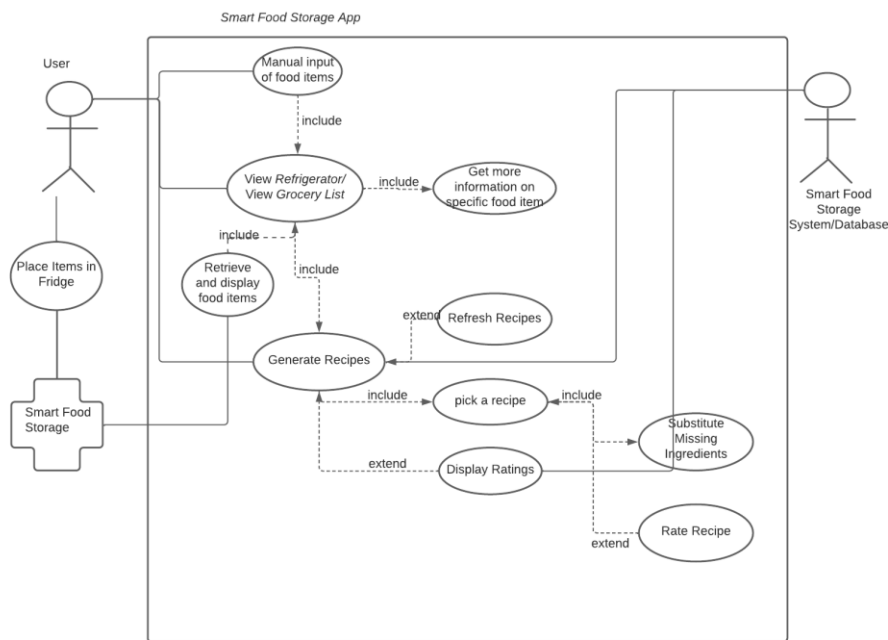 Smart Food Storage App
User
Manual input
of food items
include
View Refrigerator/
View Grocery List
include
Get more
information on
specific food item
Smart Food
Storage
System/Database
include
Place Items in
Fridge
Retrieve
and display
food items
include
extend
Refresh Recipes
Generate Recipes
include
pick a recipe
include
Smart Food
Storage
Substitute
Missing
Ingredients
extend
Display Ratings
Rate Recipe
extend